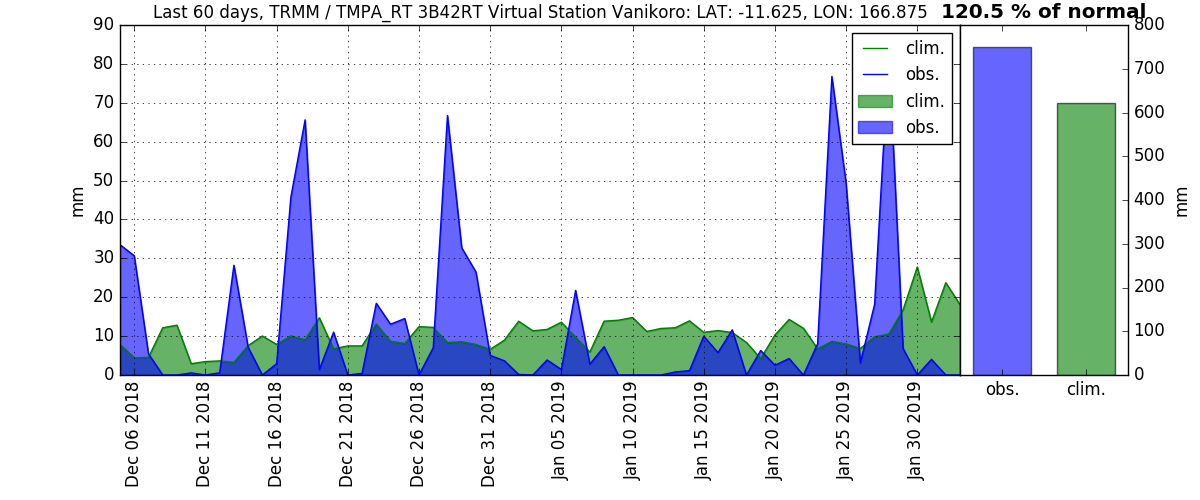 Last 60 days, TRMM / TMPA_RT 3B42RT Virtual Station Vanikoro: LAT: -11.625, LON: 166.875
120.5 % of normal
90
80
70
60
50
40
30
20
10
0
mm
clim.
obs.
clim.
obs.
800
700
600
500
400
300
200
100
0
mm
Dec 06 2018
Dec 11 2018
Dec 16 2018
Dec 21 2018
Dec 26 2018
Dec 31 2018
Jan 05 2019
Jan 10 2019
Jan 15 2019
Jan 20 2019
Jan 25 2019
Jan 30 2019
obs.
clim.